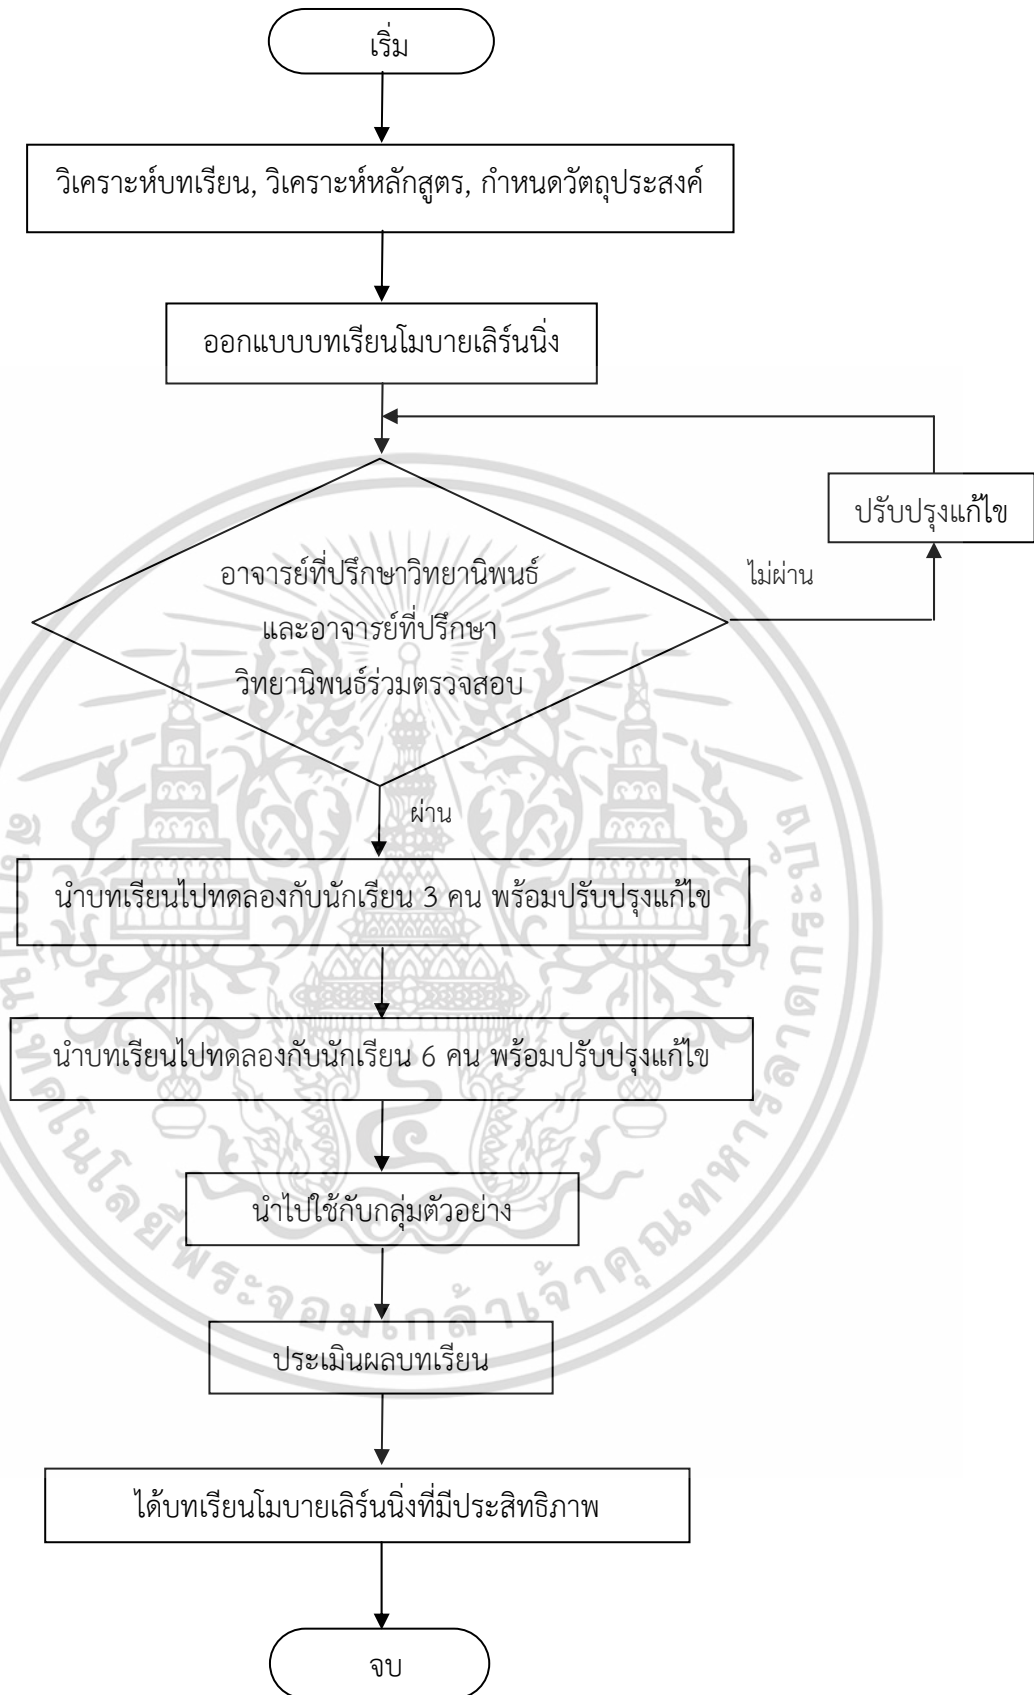 เริ่ม
วิเคราะห์บทเรียน, วิเคราะห์หลักสูตร, กำหนดวัตถุประสงค์
ออกแบบบทเรียนโมบายเลิร์นนิ่ง
ปรับปรุงแก้ไข
อาจารย์ที่ปรึกษาวิทยานิพนธ์
ไม่ผ่าน
และอาจารย์ที่ปรึกษา
วิทยานิพนธ์ร่วมตรวจสอบ
ผ่าน
นำบทเรียนไปทดลองกับนักเรียน 3 คน พร้อมปรับปรุงแก้ไข
นำบทเรียนไปทดลองกับนักเรียน 6 คน พร้อมปรับปรุงแก้ไข
นำไปใช้กับกลุ่มตัวอย่าง
ประเมินผลบทเรียน
ได้บทเรียนโมบายเลิร์นนิ่งที่มีประสิทธิภาพ
จบ